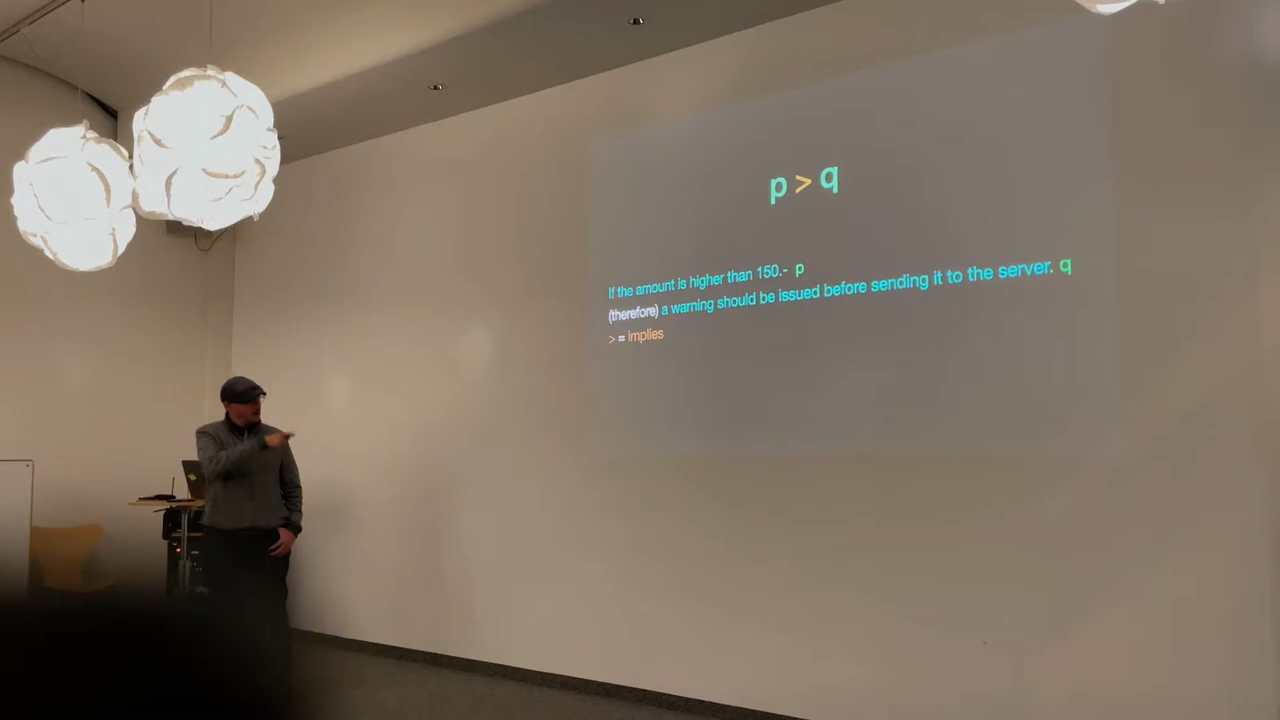 p > q
If the amount is higher than 150.- p
(therefore) a warning should be issued before sending it to the server. q
> = implies